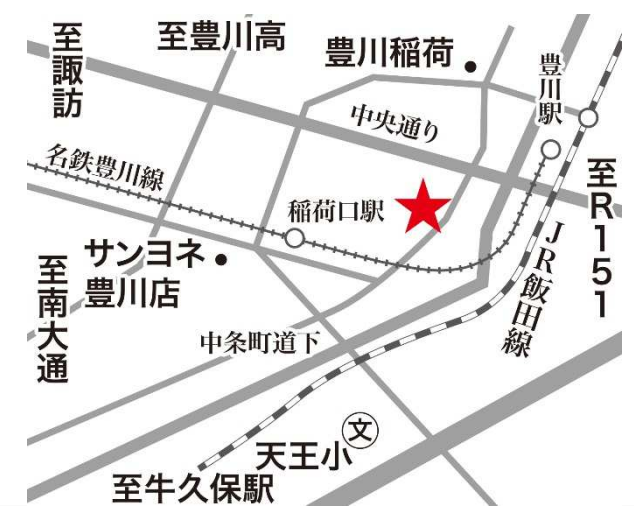 至諏訪
至豊川高
豊川稲荷
豊川駅
中央通り
名鉄豊川線
稲荷口駅
至R151
サンヨネ
豊川店
JR飯田線
至南大通
中条町道下
文
天王小
至牛久保駅